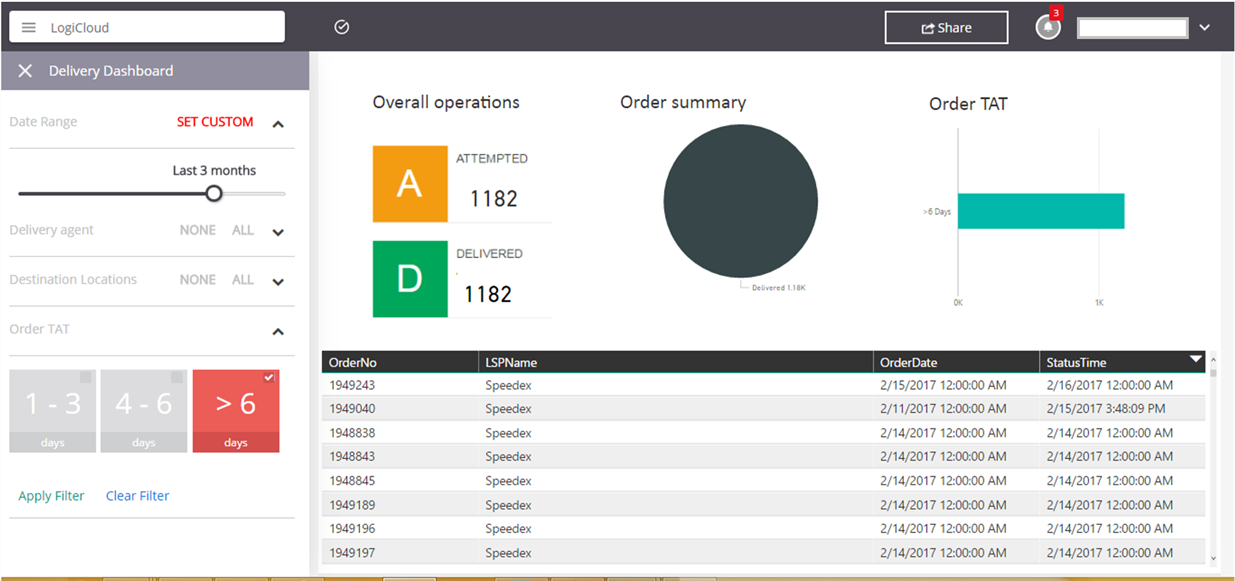 LogiCloud
Share
3
Delivery Dashboard
Date Range SET CUSTOM
Last 3 months
Delivery agent NONE ALL
Destination Locations NONE ALL
Order TAT
1 - 3
days
4 - 6
days
> 6
days
Apply Filter Clear Filter
Overall operations
A
ATTEMPTED
1182
D
DELIVERED
1182
Order summary
Delivered 1.18K
Order TAT
>6 Days
0K 1K
OrderNo LSPName OrderDate StatusTime
1949243 Speedex 2/15/2017 12:00:00 AM 2/16/2017 12:00:00 AM
1949040 Speedex 2/11/2017 12:00:00 AM 2/15/2017 3:48:09 PM
1948838 Speedex 2/14/2017 12:00:00 AM 2/14/2017 12:00:00 AM
1948843 Speedex 2/14/2017 12:00:00 AM 2/14/2017 12:00:00 AM
1948845 Speedex 2/14/2017 12:00:00 AM 2/14/2017 12:00:00 AM
1949189 Speedex 2/14/2017 12:00:00 AM 2/14/2017 12:00:00 AM
1949196 Speedex 2/14/2017 12:00:00 AM 2/14/2017 12:00:00 AM
1949197 Speedex 2/14/2017 12:00:00 AM 2/14/2017 12:00:00 AM